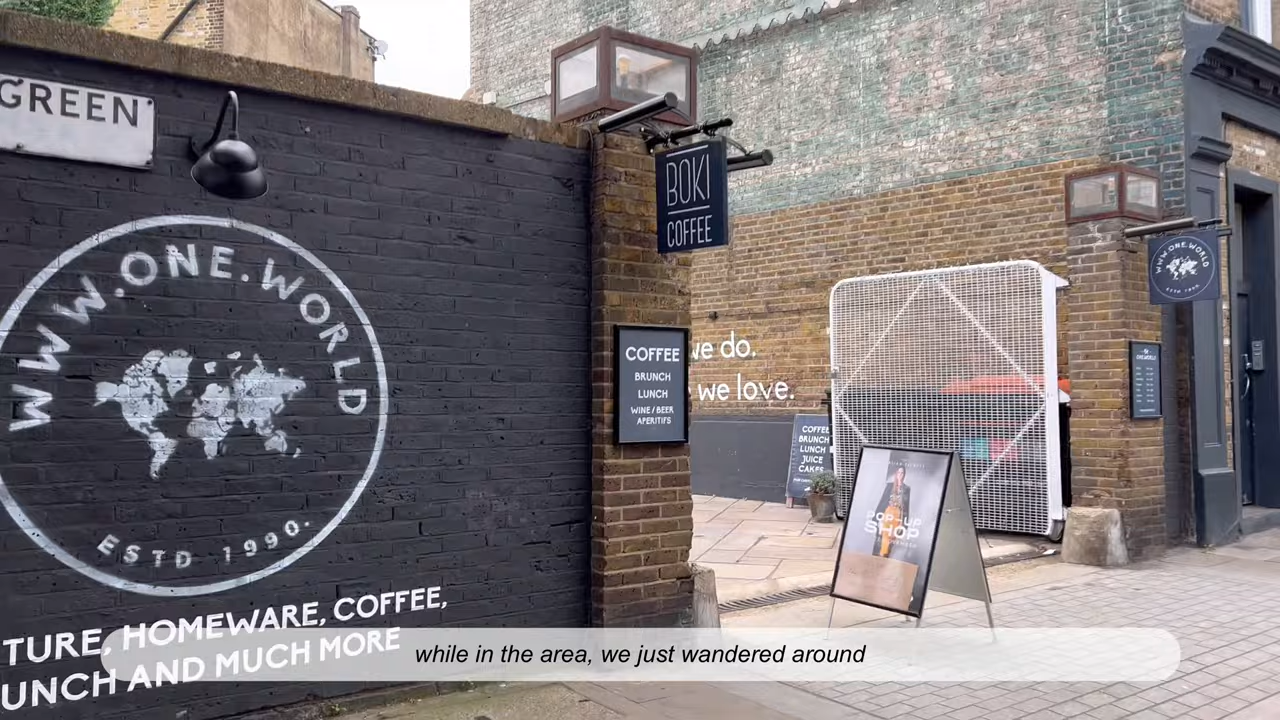 GREEN
WWW.ONE.WORLD
ESTD 1990.
TURE, HOMEWARE, COFFEE,
UNCH AND MUCH MORE
BOKI
COFFEE
COFFEE
BRUNCH
LUNCH
WINE / BEER
APERITIFS
we do.
we love.
COFFEE
BRUNCH
LUNCH
JUICE
CAKES
POP-UP
SHOP
WWW.ONE.WORLD
ESTD 1990
while in the area, we just wandered around